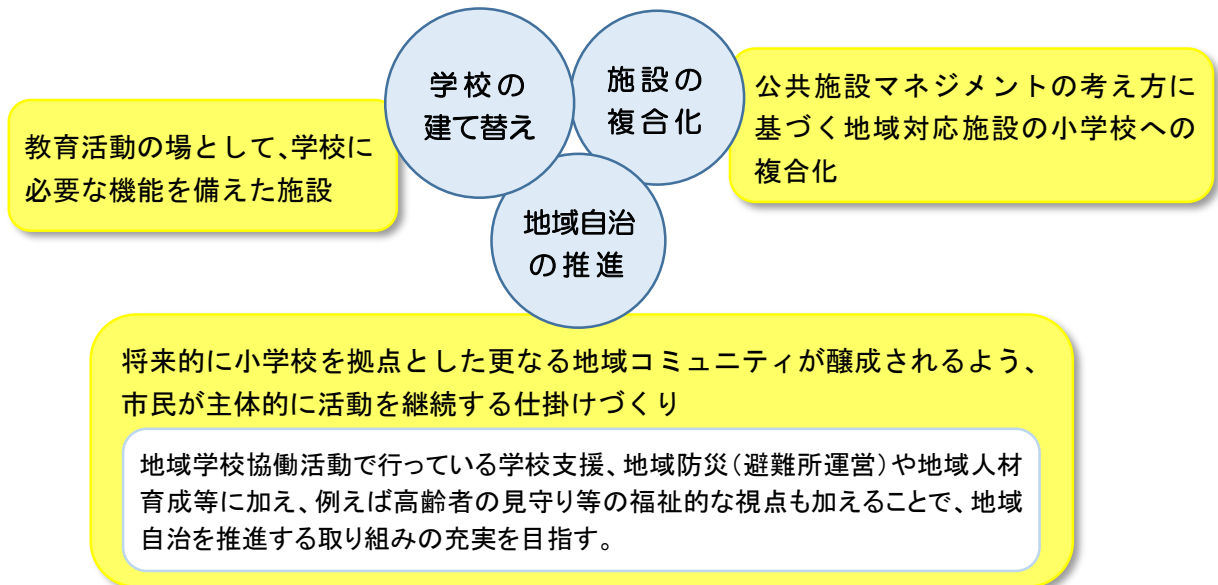 学校の
建て替え
施設の
複合化
地域自治
の推進
教育活動の場として、学校に
必要な機能を備えた施設
公共施設マネジメントの考え方に
基づく地域対応施設の小学校への
複合化
将来的に小学校を拠点とした更なる地域コミュニティが醸成されるよう、
市民が主体的に活動を継続する仕掛けづくり
地域学校協働活動で行っている学校支援、地域防災（避難所運営）や地域人材
育成等に加え、例えば高齢者の見守り等の福祉的な視点も加えることで、地域
自治を推進する取り組みの充実を目指す。